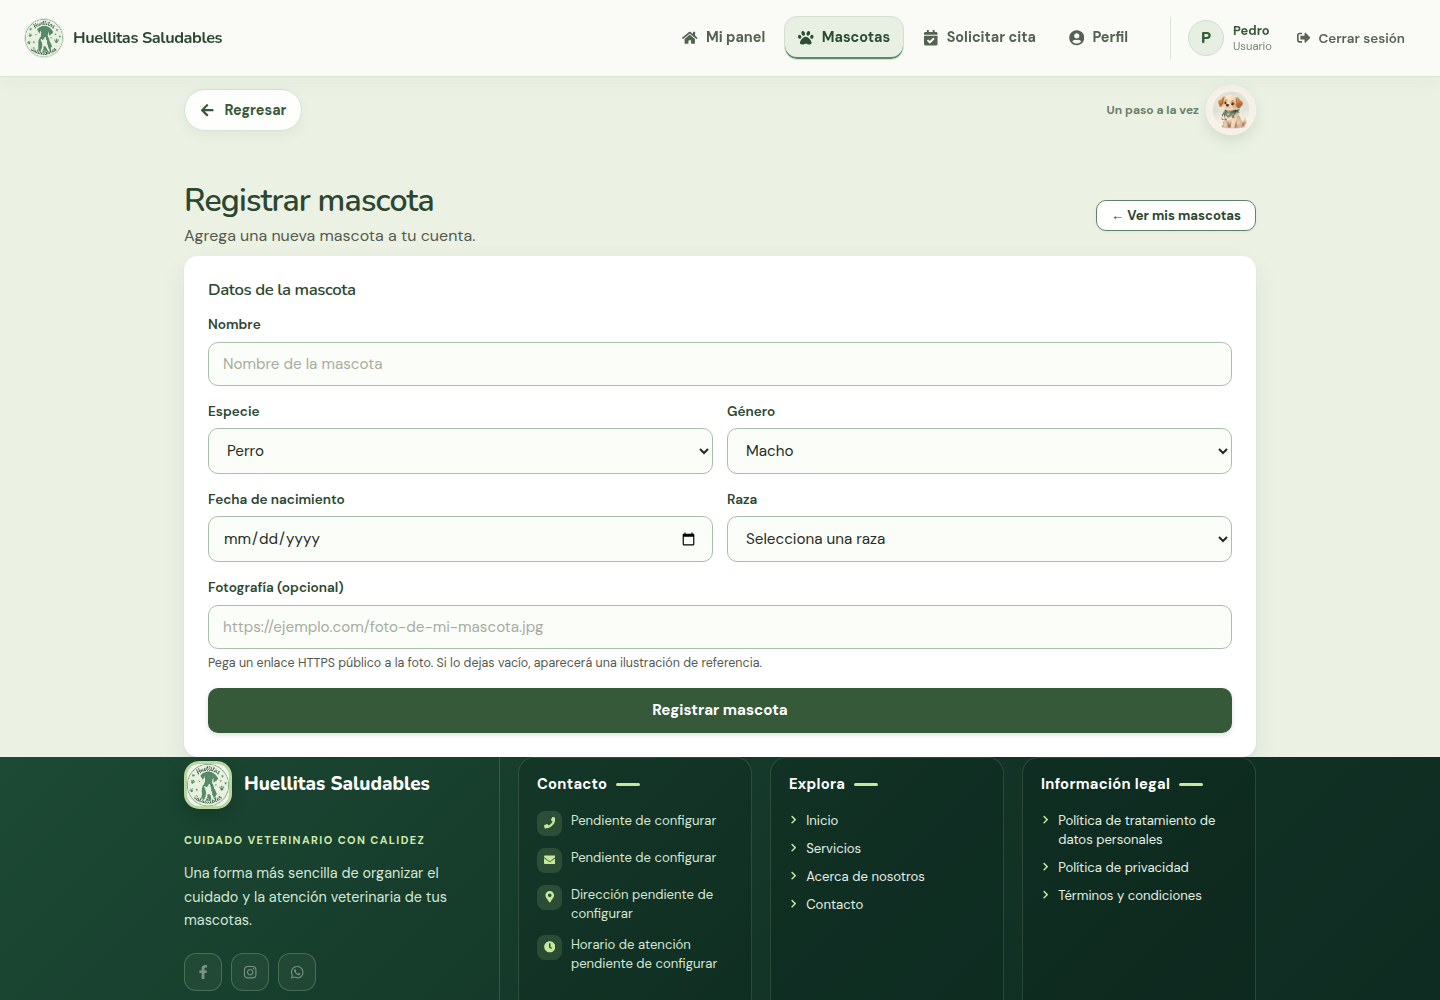 Huellitas Saludables
Mi panel
Mascotas
Solicitar cita
Perfil
P
Pedro
Usuario
Cerrar sesión
← Regresar
Un paso a la vez
Registrar mascota
Agrega una nueva mascota a tu cuenta.
← Ver mis mascotas
Datos de la mascota
Nombre
Nombre de la mascota
Especie
Género
Perro
Macho
Fecha de nacimiento
Raza
mm/dd/yyyy
Selecciona una raza
Fotografía (opcional)
https://ejemplo.com/foto-de-mi-mascota.jpg
Pega un enlace HTTPS público a la foto. Si lo dejas vacío, aparecerá una ilustración de referencia.
Registrar mascota
Huellitas Saludables
CUIDADO VETERINARIO CON CALIDEZ
Una forma más sencilla de organizar el
cuidado y la atención veterinaria de tus
mascotas.
Contacto
Pendiente de configurar
Pendiente de configurar
Dirección pendiente de
configurar
Horario de atención
pendiente de configurar
Explora
Inicio
Servicios
Acerca de nosotros
Contacto
Información legal
Política de tratamiento de
datos personales
Política de privacidad
Términos y condiciones